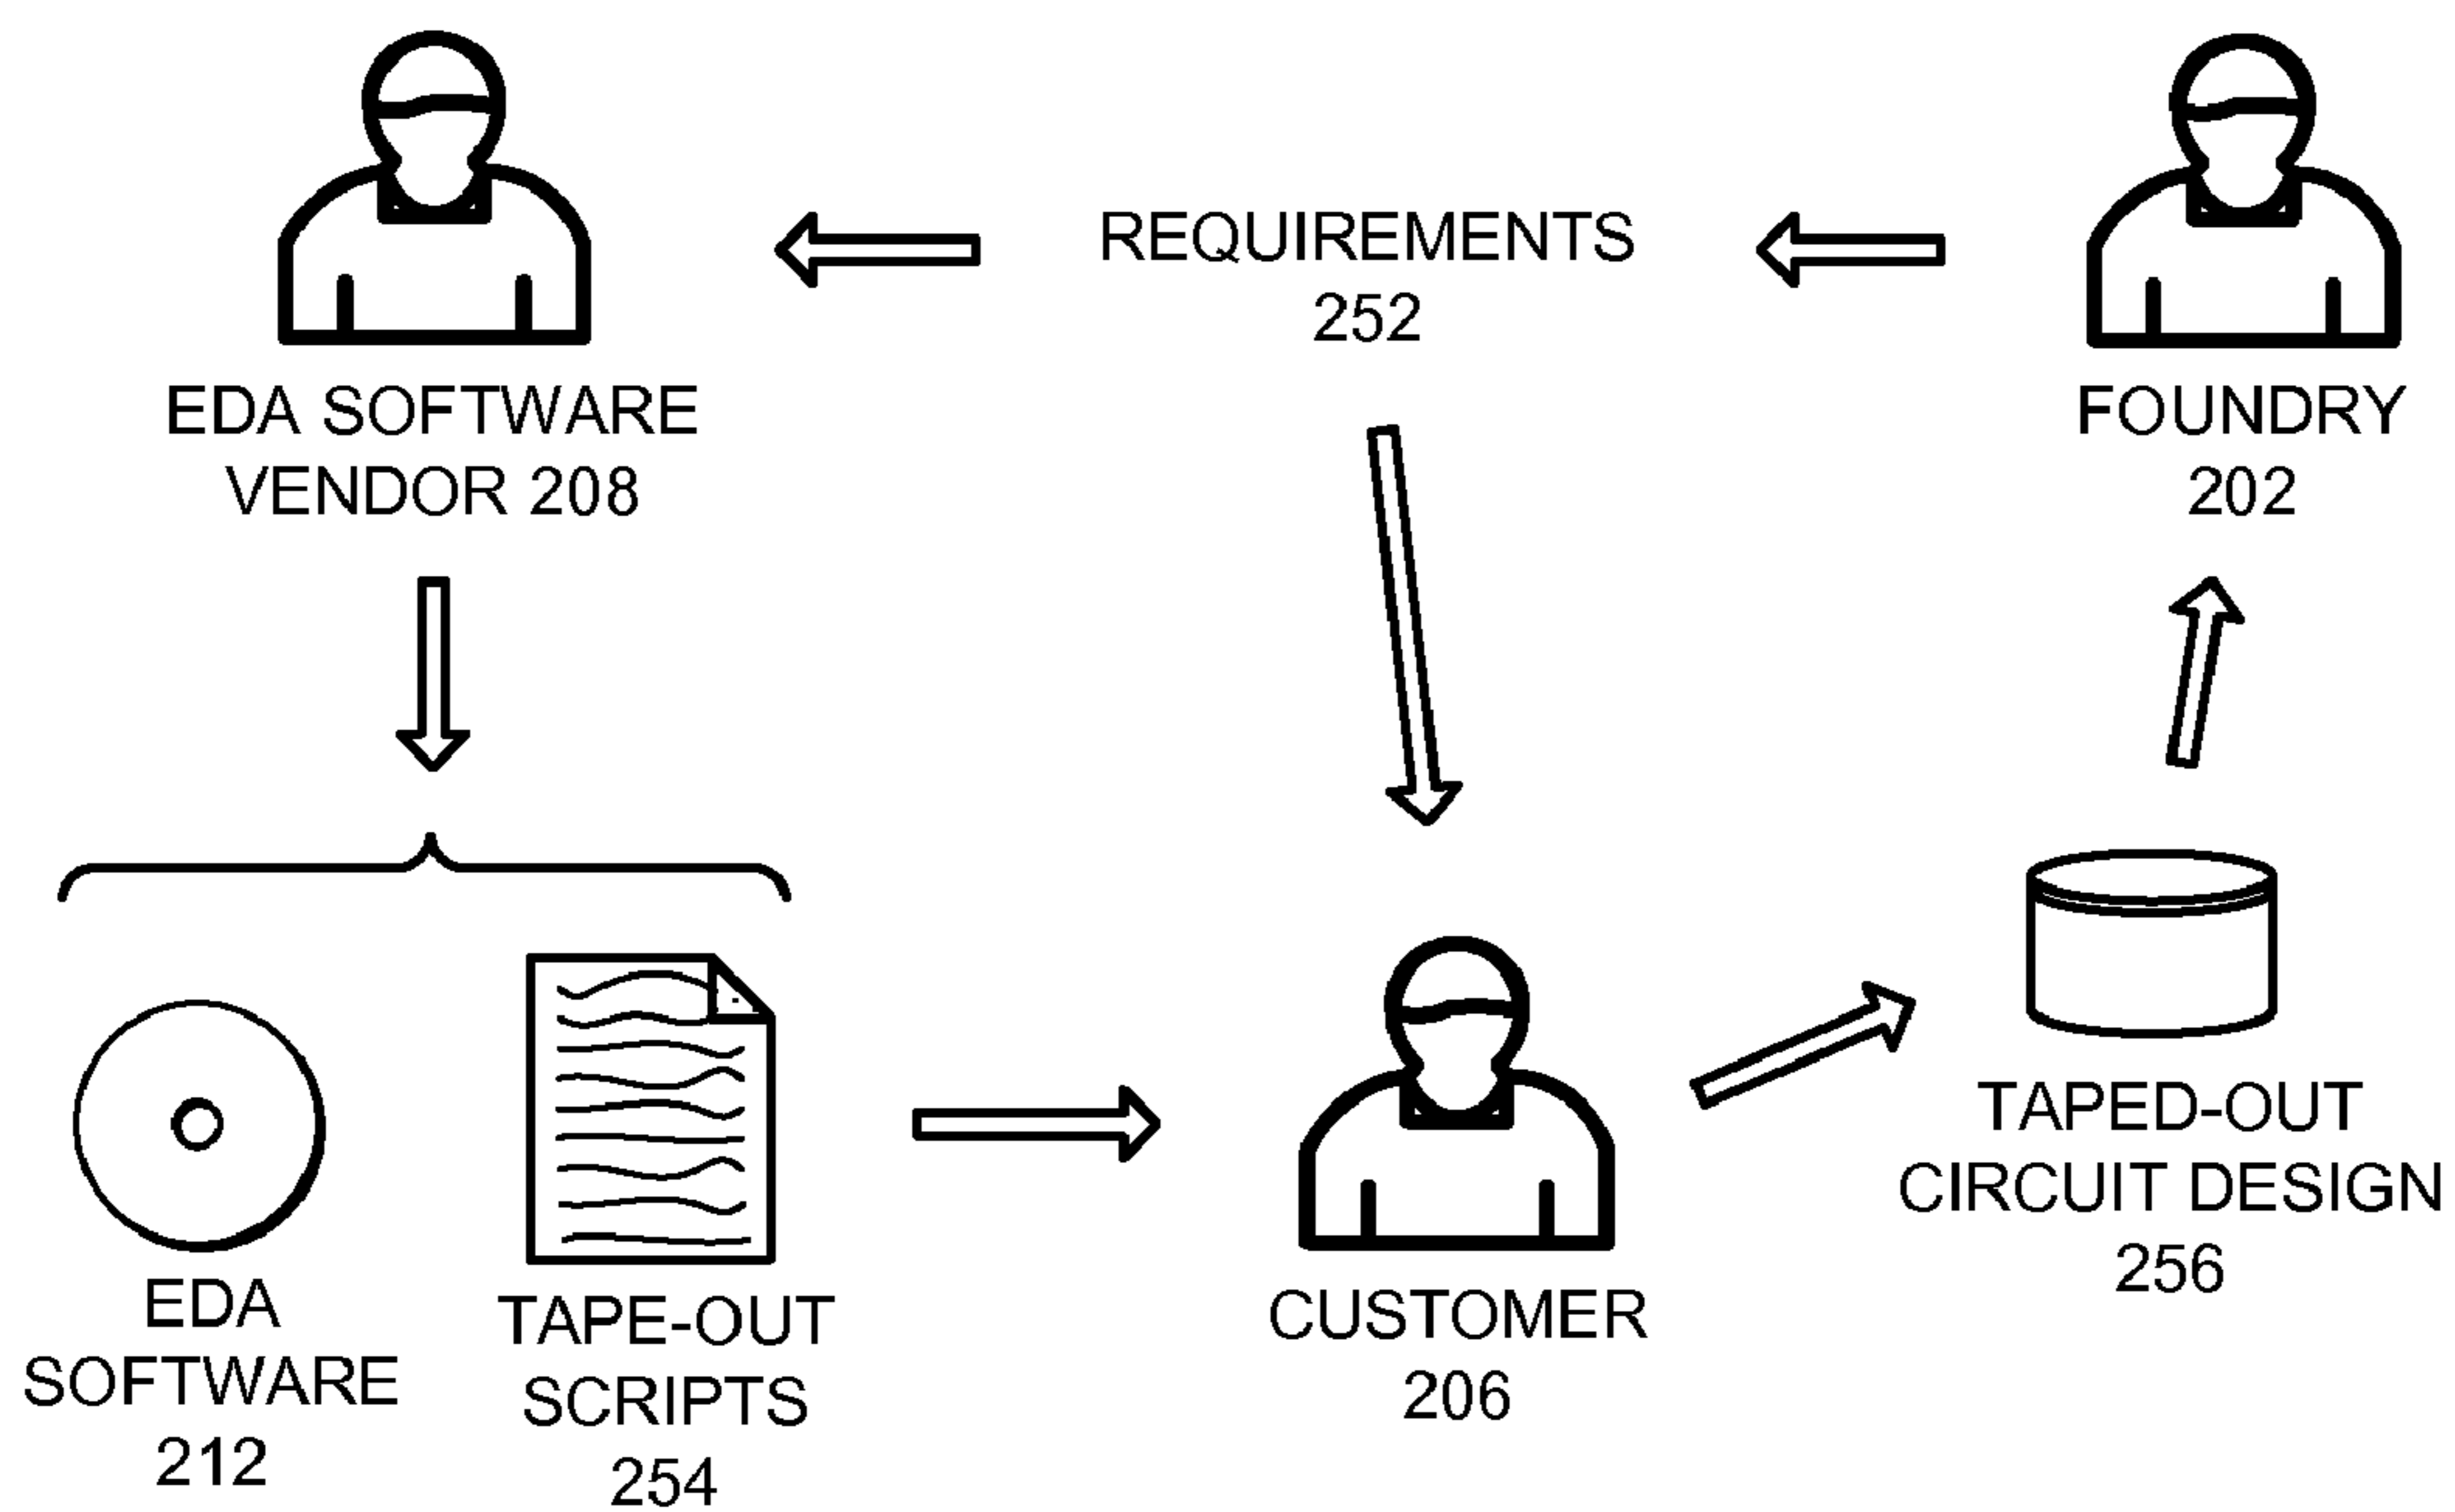 REQUIREMENTS
252
EDA SOFTWARE
VENDOR 208
FOUNDRY
202
EDA
SOFTWARE
212
TAPE-OUT
SCRIPTS
254
CUSTOMER
206
TAPED-OUT
CIRCUIT DESIGN
256